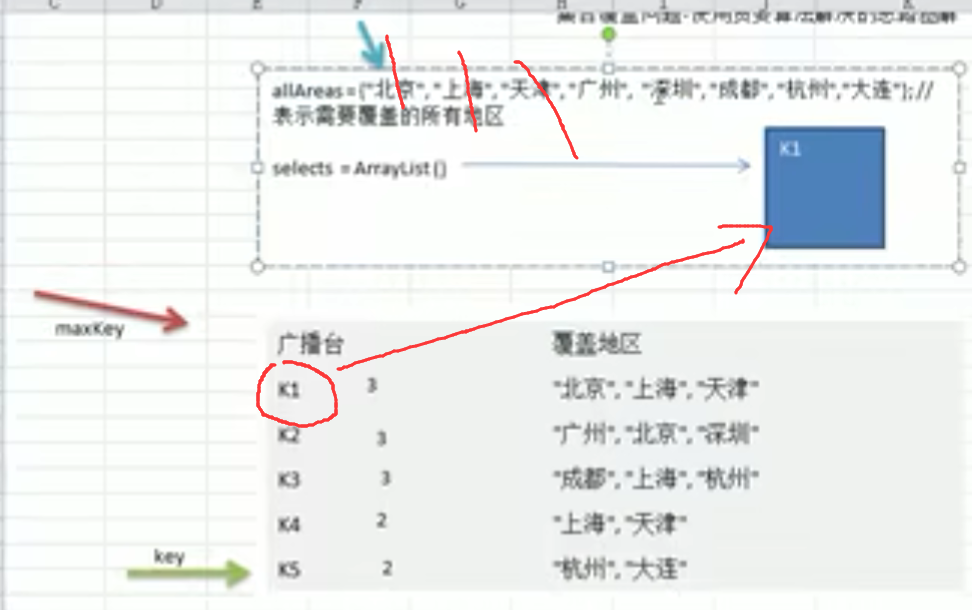 C D E F G H I J K
集合覆盖问题-使用贪婪算法解决的思路图解
allAreas = {"北京", "上海", "天津", "广州", "深圳", "成都", "杭州","大连"}; //
表示需要覆盖的所有地区
selects = ArrayList ()
K1
maxKey
广播台 覆盖地区
K1 3 "北京", "上海", "天津"
K2 3 "广州", "北京", "深圳"
K3 3 "成都", "上海", "杭州"
K4 2 "上海", "天津"
key
K5 2 "杭州", "大连"